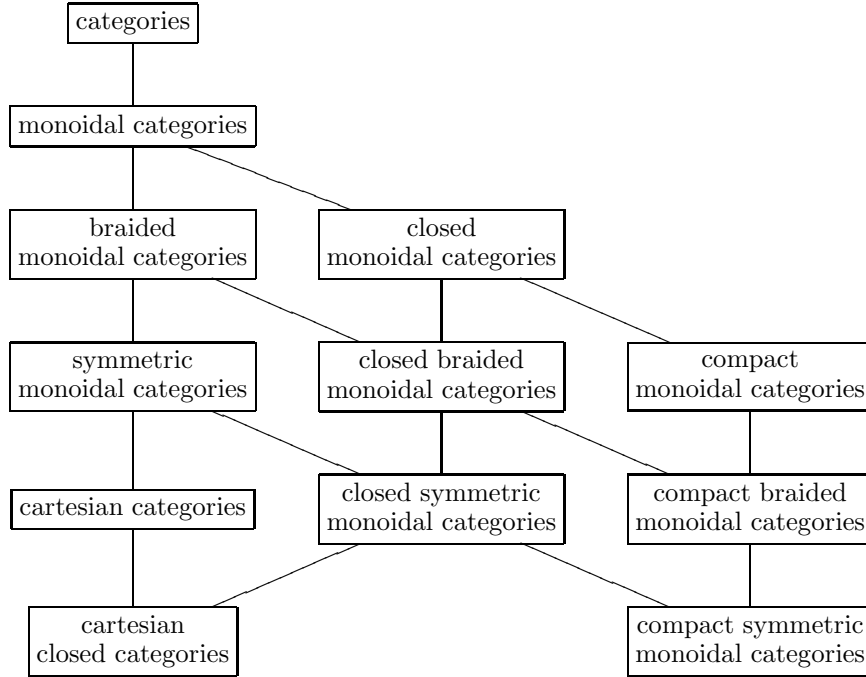 categories
monoidal categories
braided
monoidal categories
closed
monoidal categories
symmetric
monoidal categories
closed braided
monoidal categories
compact
monoidal categories
cartesian categories
closed symmetric
monoidal categories
compact braided
monoidal categories
cartesian
closed categories
compact symmetric
monoidal categories